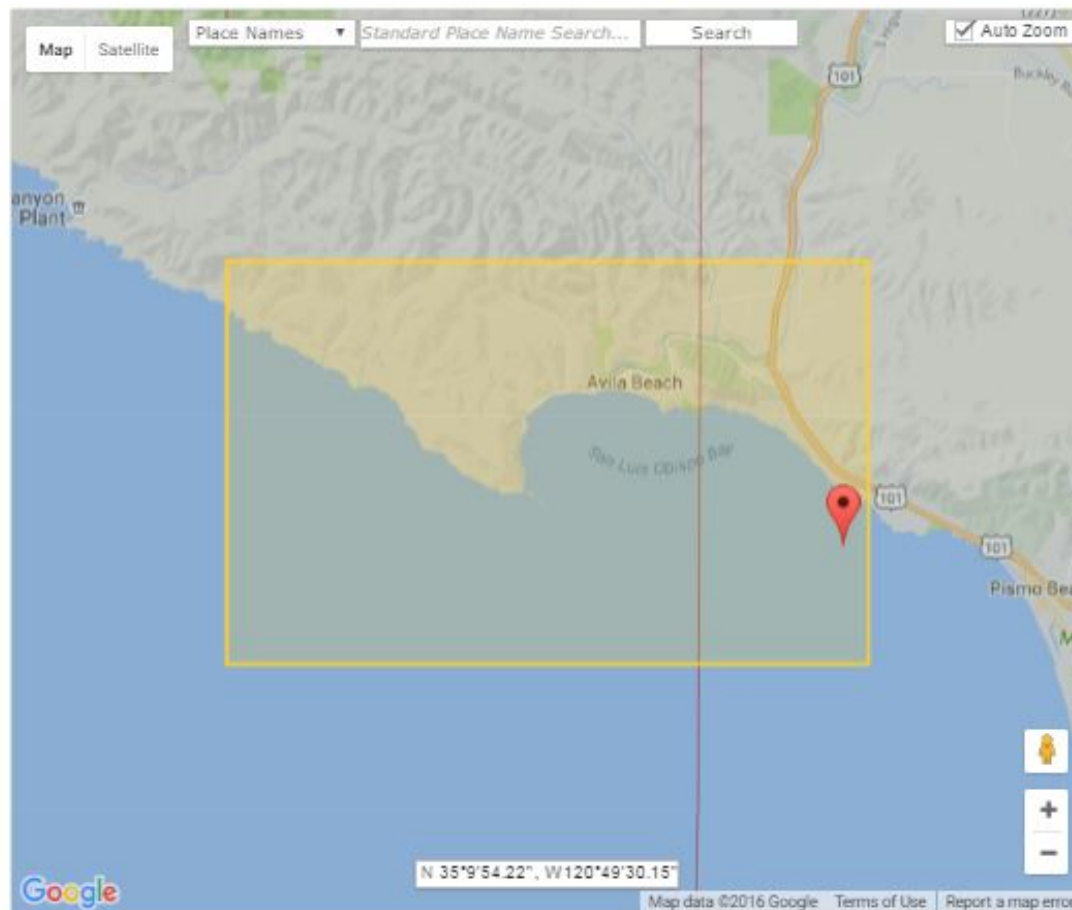 Map
Satellite
Place Names
Standard Place Name Search...
Search
Auto Zoom
(227)
101
Buckley R
anyon
Plant
Avila Beach
San Luis Obispo Bay
101
101
Pismo Bea
M
N 35°9'54.22", W120°49'30.15"
Google
Map data ©2016 Google
Terms of Use
Report a map error